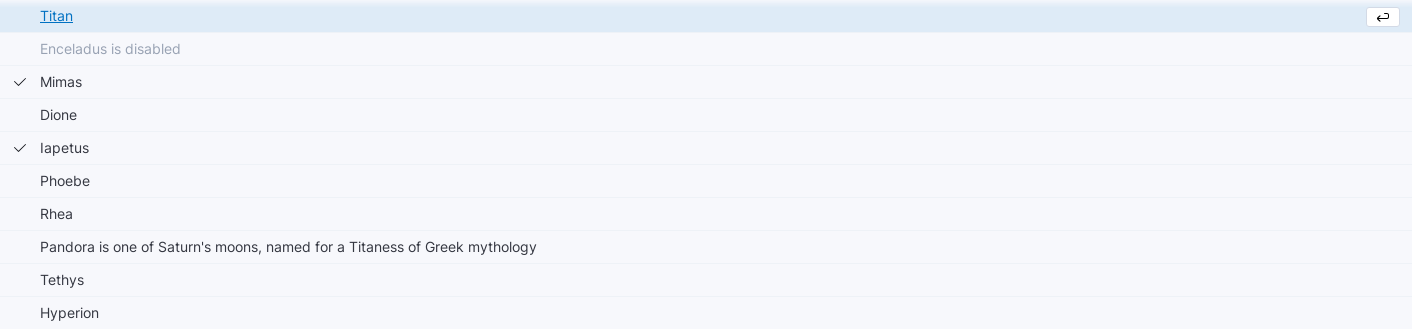 Titan
Enceladus is disabled
Mimas
Dione
Iapetus
Phoebe
Rhea
Pandora is one of Saturn's moons, named for a Titaness of Greek mythology
Tethys
Hyperion